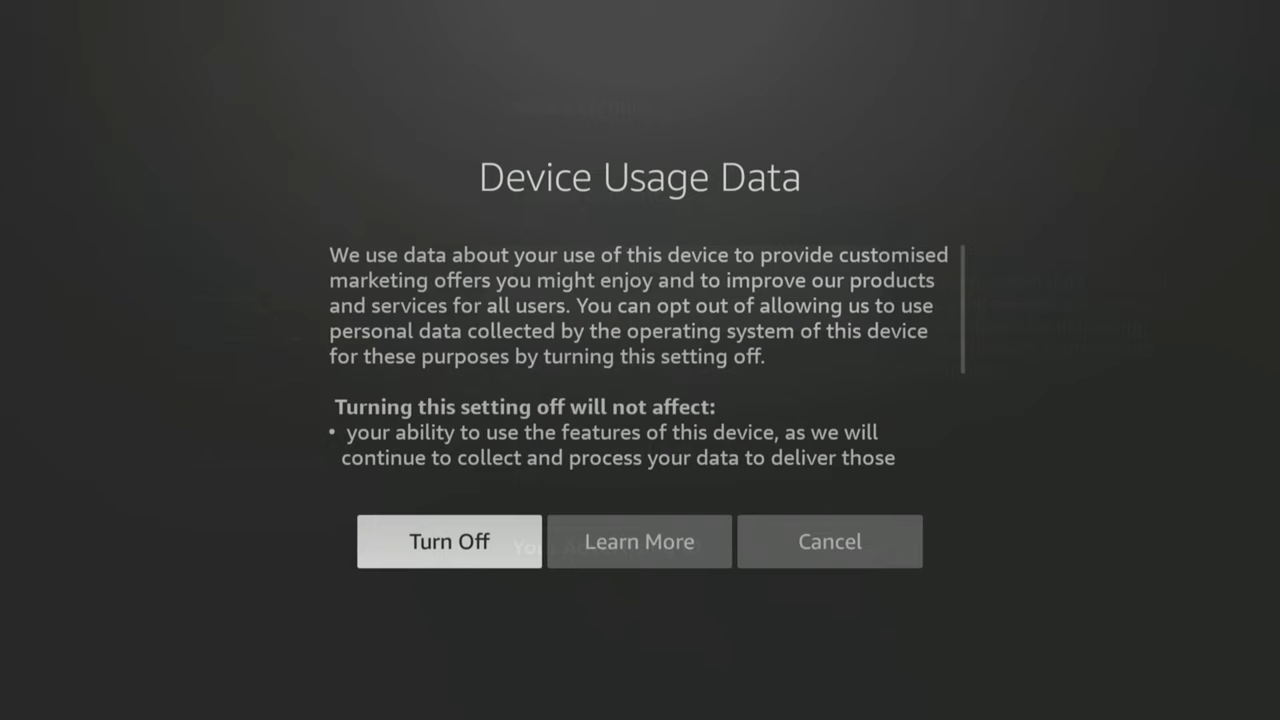 Device Usage Data
We use data about your use of this device to provide customised
marketing offers you might enjoy and to improve our products
and services for all users. You can opt out of allowing us to use
personal data collected by the operating system of this device
for these purposes by turning this setting off.
Turning this setting off will not affect:
• your ability to use the features of this device, as we will
continue to collect and process your data to deliver those
Turn Off
Learn More
Cancel